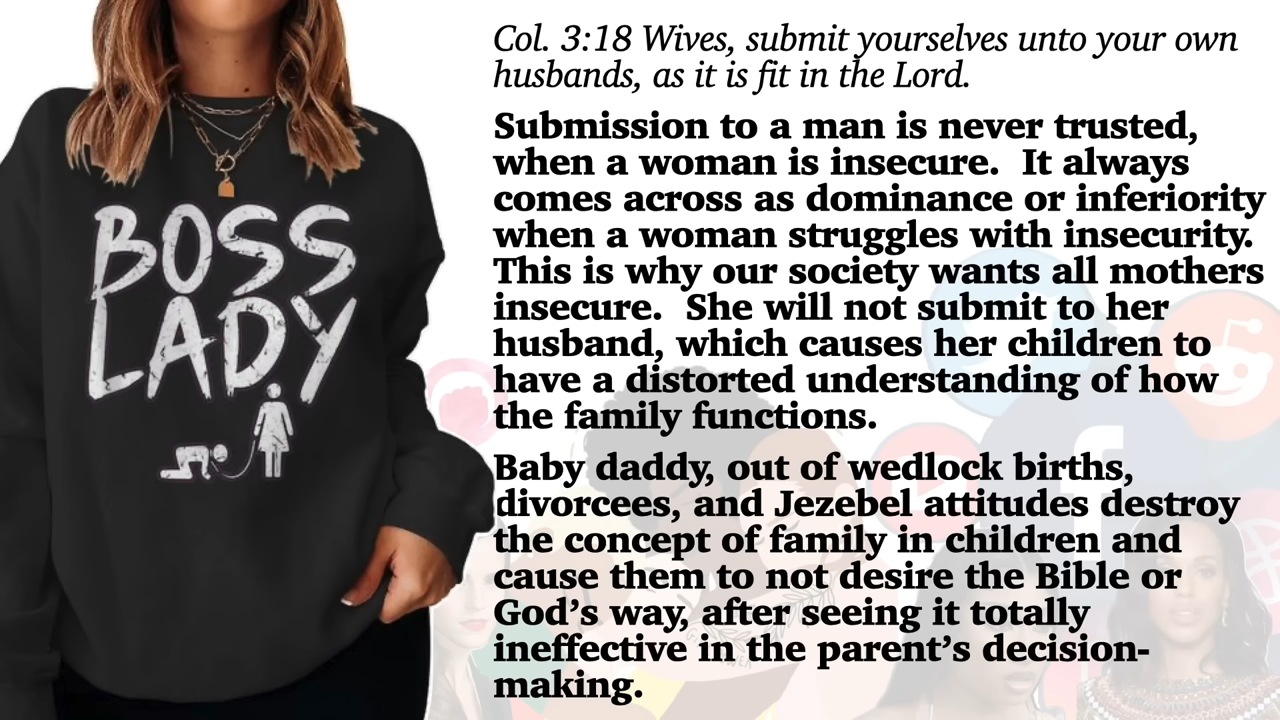 Col. 3:18 Wives, submit yourselves unto your own
husbands, as it is fit in the Lord.
Submission to a man is never trusted,
when a woman is insecure.  It always
comes across as dominance or inferiority
when a woman struggles with insecurity.
This is why our society wants all mothers
insecure.  She will not submit to her
husband, which causes her children to
have a distorted understanding of how
the family functions.
Baby daddy, out of wedlock births,
divorcees, and Jezebel attitudes destroy
the concept of family in children and
cause them to not desire the Bible or
God’s way, after seeing it totally
ineffective in the parent’s decision-
making.
BOSS
LADY